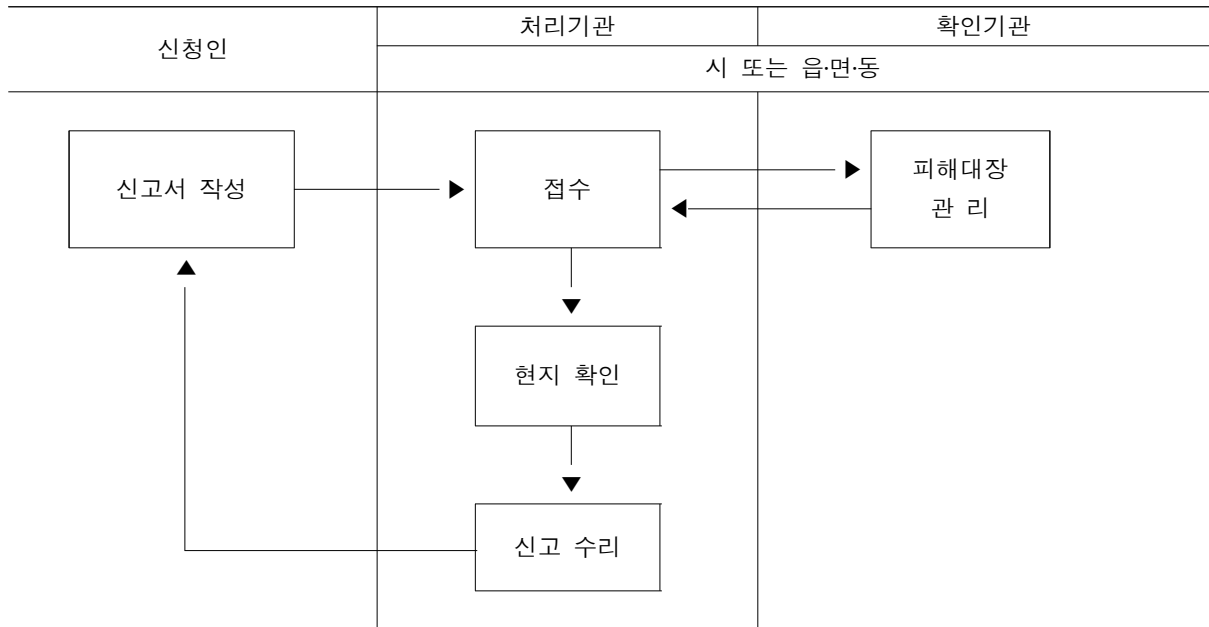 신청인
처리기관
확인기관
시 또는 읍·면·동
신고서 작성
접수
피해대장
관 리
현지 확인
신고 수리